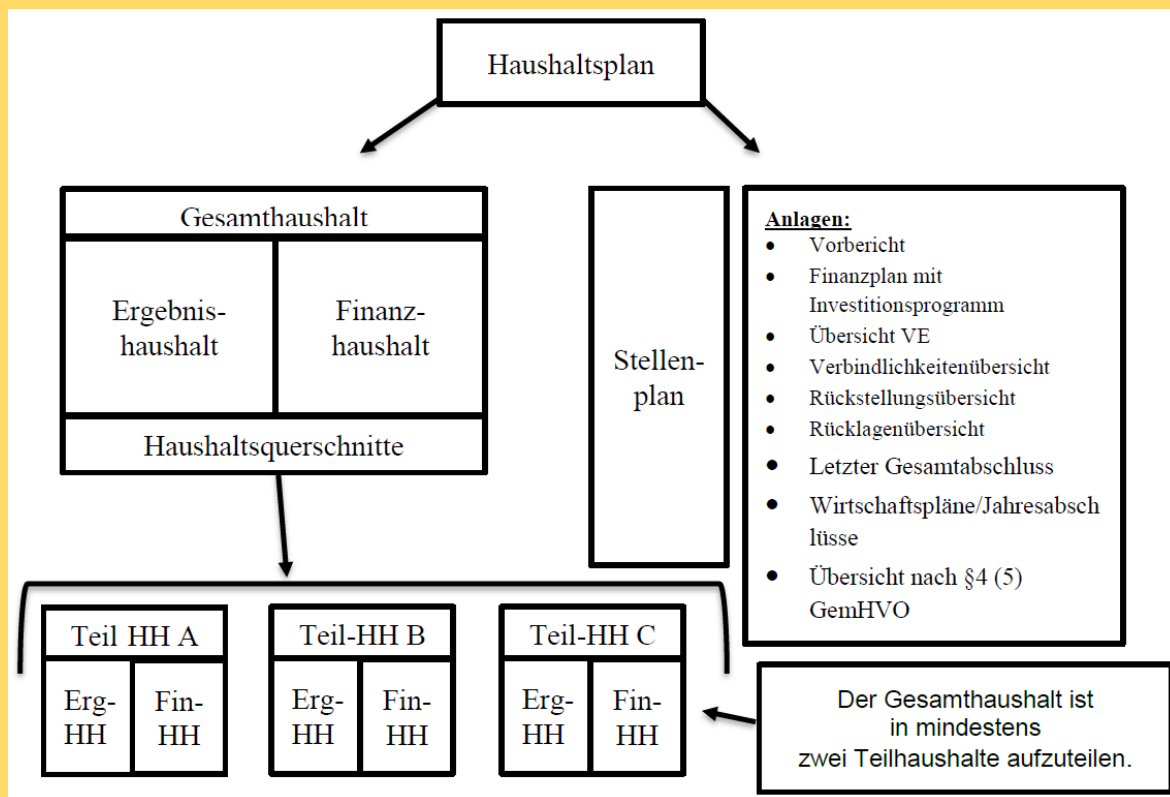 Haushaltsplan
Gesamthaushalt
Ergebnis-
haushalt
Finanz-
haushalt
Haushaltsquerschnitte
Stellen-
plan
Anlagen:
• Vorbericht
• Finanzplan mit
Investitionsprogramm
• Übersicht VE
• Verbindlichkeitenübersicht
• Rückstellungsübersicht
• Rücklagenübersicht
• Letzter Gesamtabschluss
• Wirtschaftspläne/Jahresabsch
lüsse
• Übersicht nach §4 (5)
GemHVO
Teil HH A
Erg-
HH
Fin-
HH
Teil-HH B
Erg-
HH
Fin-
HH
Teil-HH C
Erg-
HH
Fin-
HH
Der Gesamthaushalt ist
in mindestens
zwei Teilhaushalte aufzuteilen.